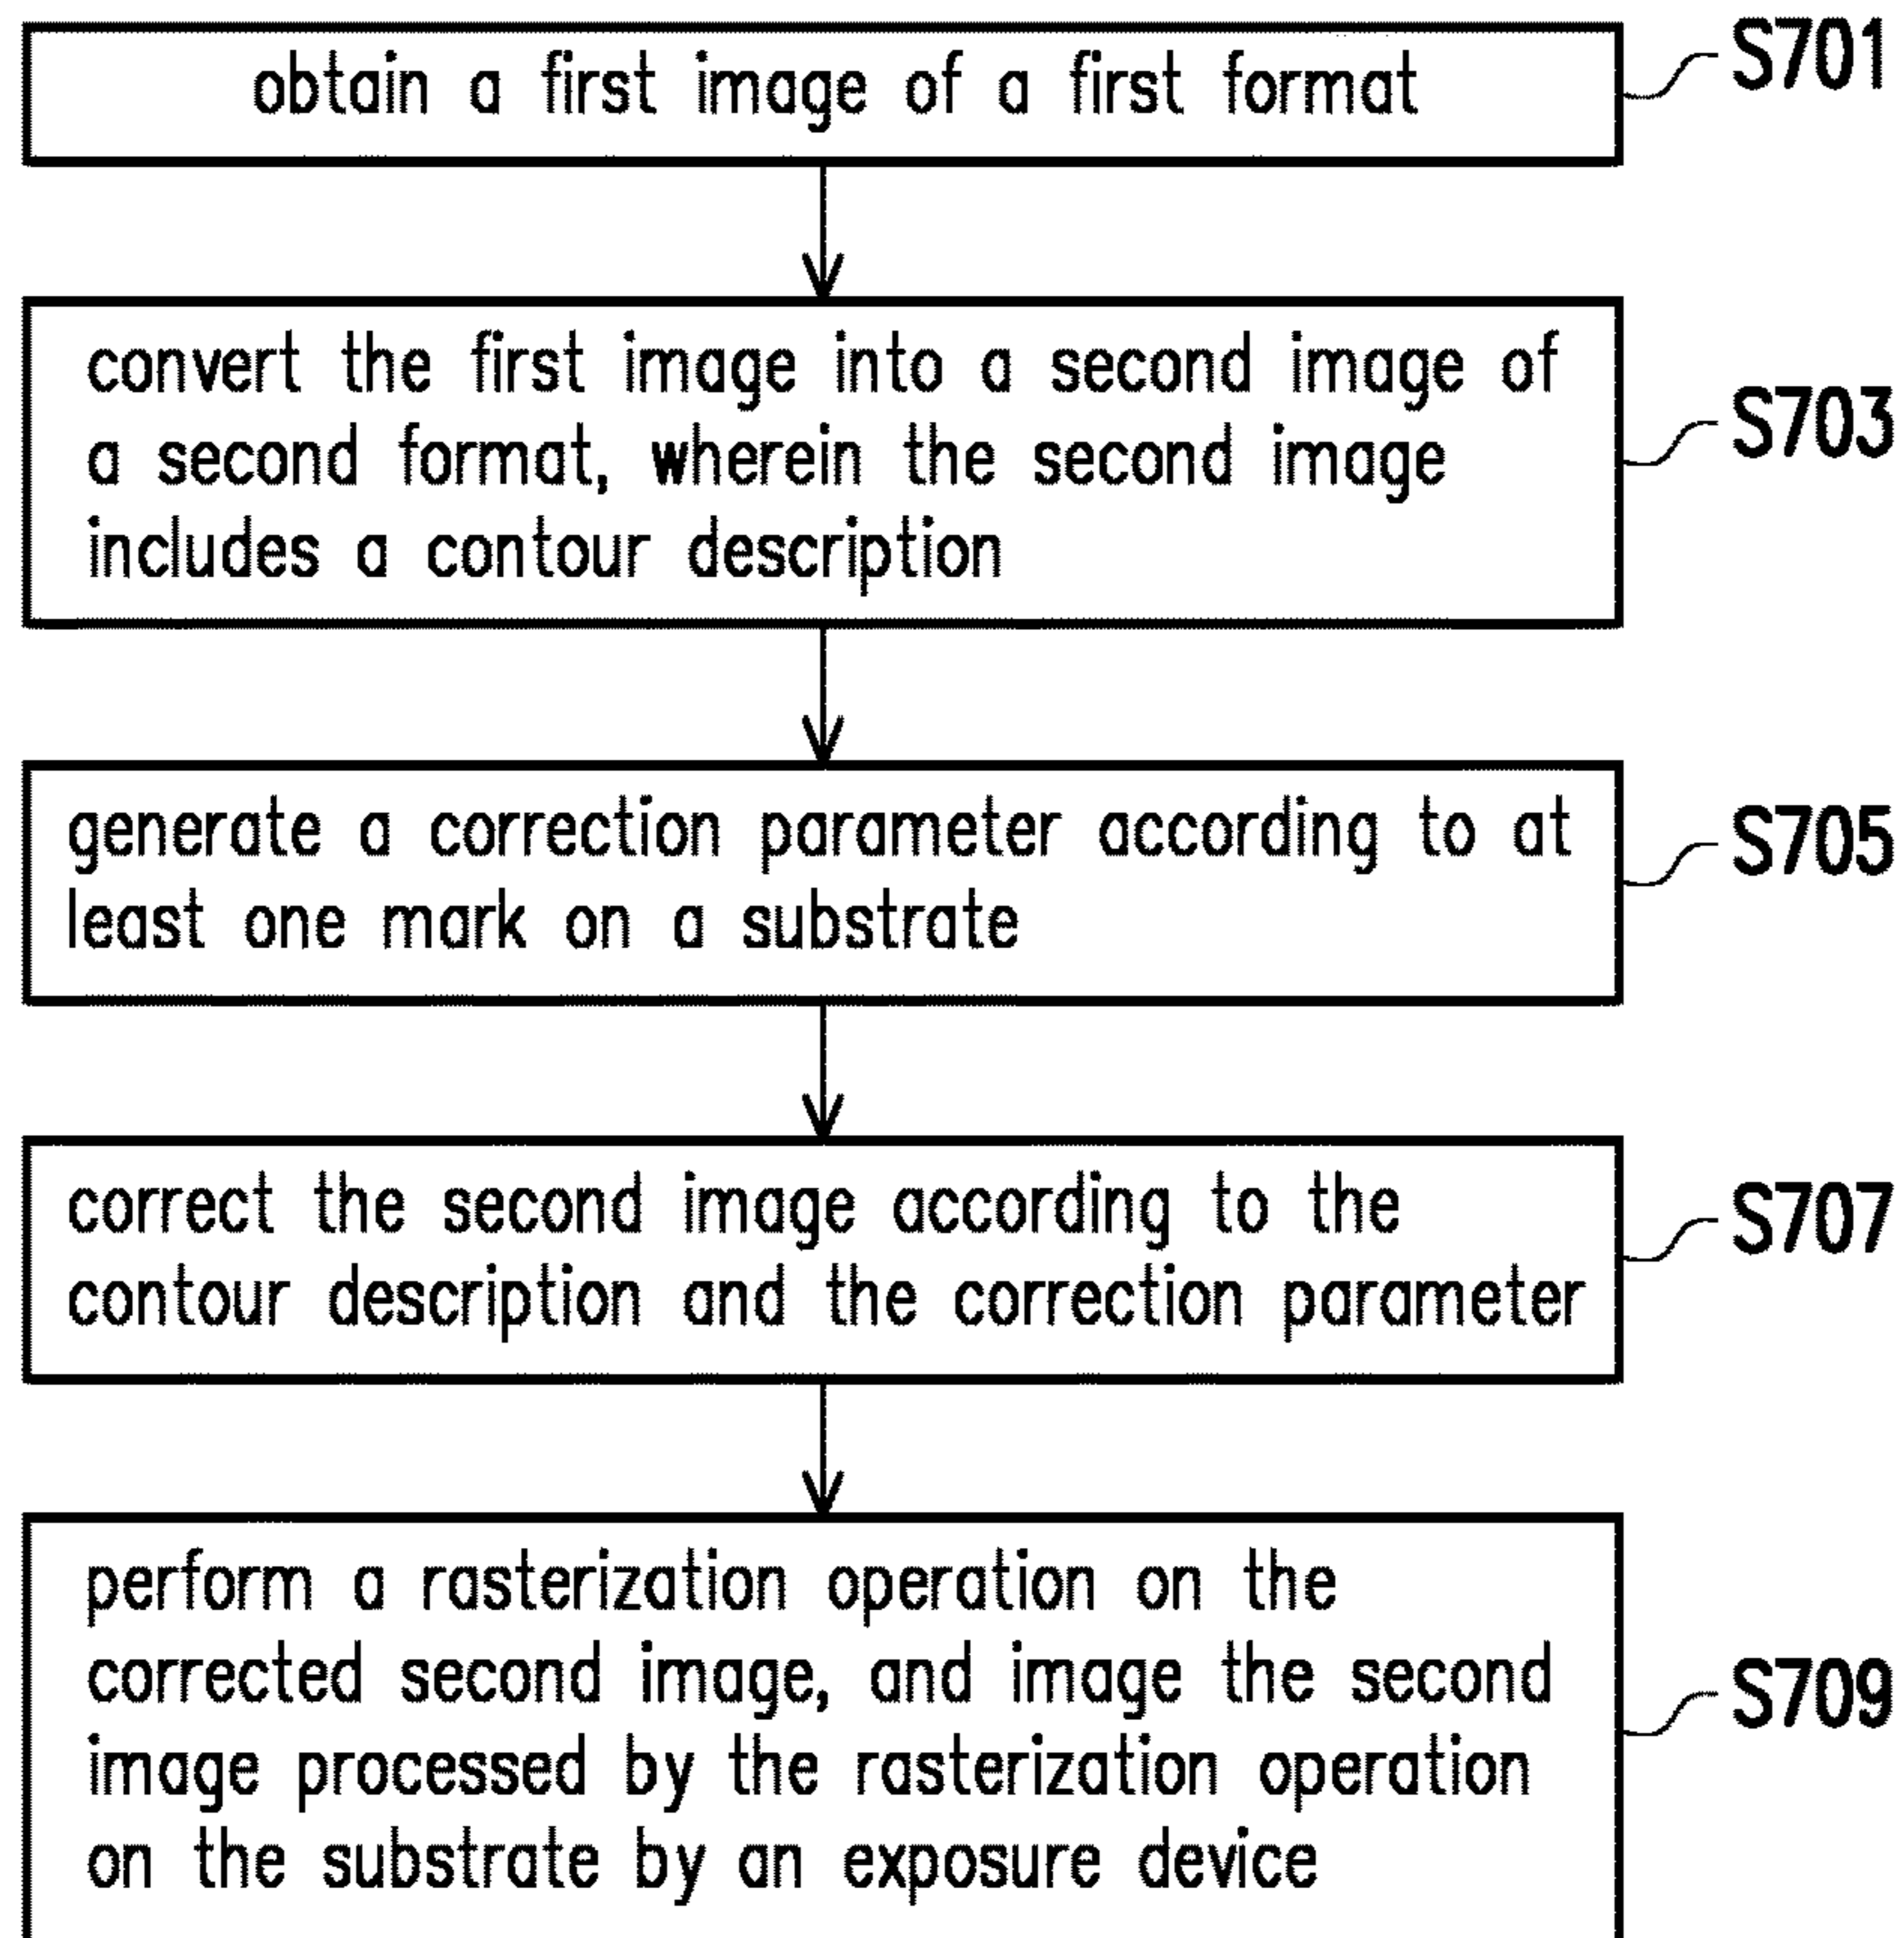 obtain a first image of a first format
S701
convert the first image into a second image of
a second format, wherein the second image
includes a contour description
S703
generate a correction parameter according to at
least one mark on a substrate
S705
correct the second image according to the
contour description and the correction parameter
S707
perform a rasterization operation on the
corrected second image, and image the second
image processed by the rasterization operation
on the substrate by an exposure device
S709